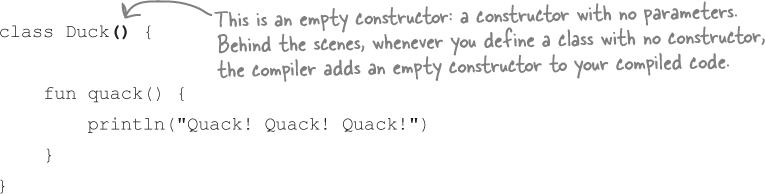 This is an empty constructor: a constructor with no parameters.
Behind the scenes, whenever you define a class with no constructor,
the compiler adds an empty constructor to your compiled code.
class Duck() {
fun quack() {
println("Quack! Quack! Quack!")
}
}